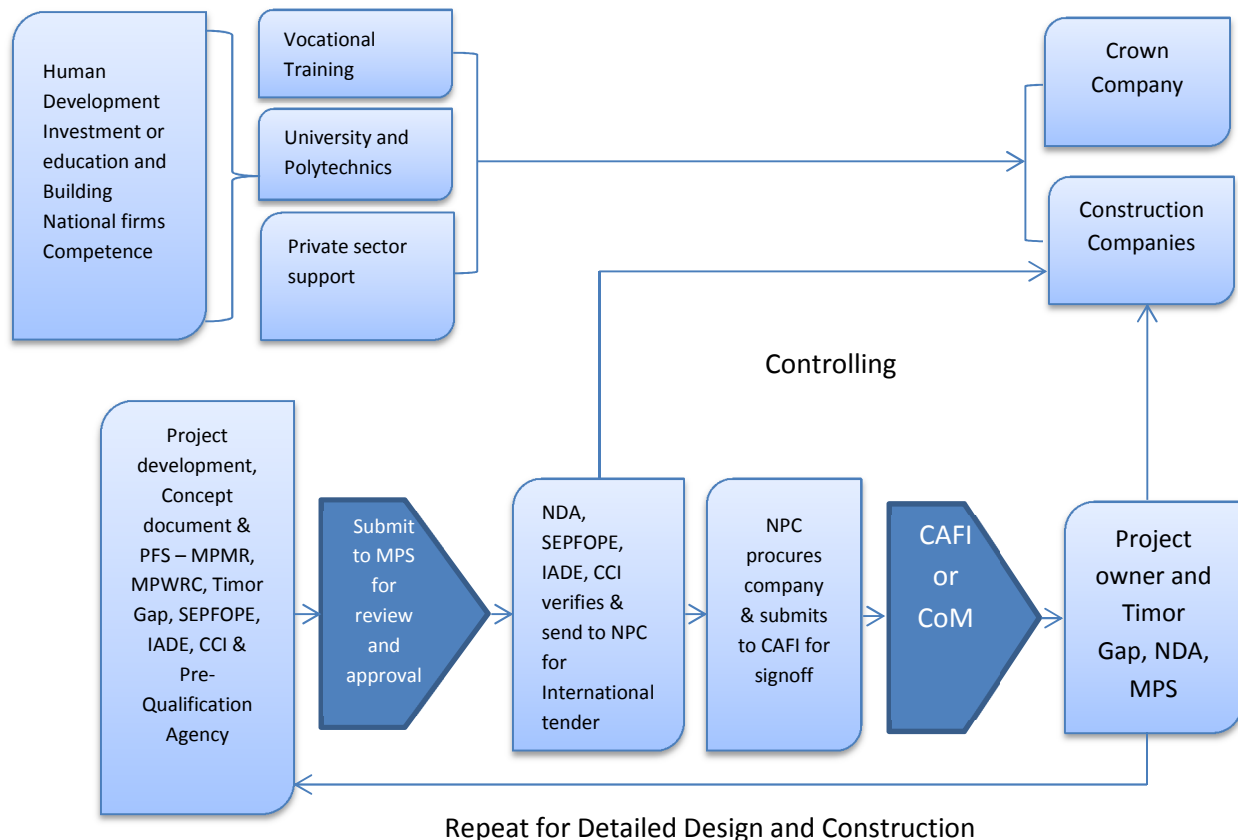 Human
Development
Investment or
education and
Building
National firms
Competence
Vocational
Training
University and
Polytechnics
Private sector
support
Crown
Company
Construction
Companies
Controlling
Project
development,
Concept
document &
PFS – MPMR,
MPWRC, Timor
Gap, SEPFOPE,
IADE, CCI &
Pre-
Qualification
Agency
Submit
to MPS
for
review
and
approval
NDA,
SEPFOPE,
IADE, CCI
verifies &
send to NPC
for
International
tender
NPC
procures
company
& submits
to CAFI for
signoff
CAFI
or
CoM
Project
owner and
Timor
Gap, NDA,
MPS
Repeat for Detailed Design and Construction